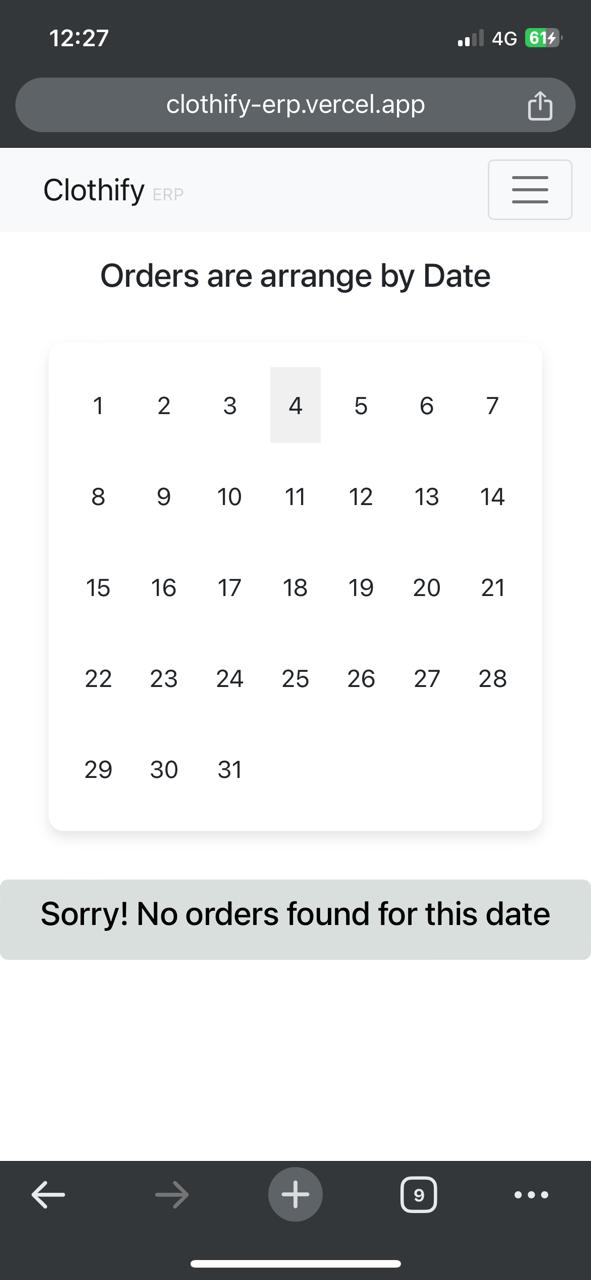 12:27 4G 61
clothify-erp.vercel.app
Clothify ERP
Orders are arrange by Date
1 2 3 4 5 6 7
8 9 10 11 12 13 14
15 16 17 18 19 20 21
22 23 24 25 26 27 28
29 30 31
Sorry! No orders found for this date
9